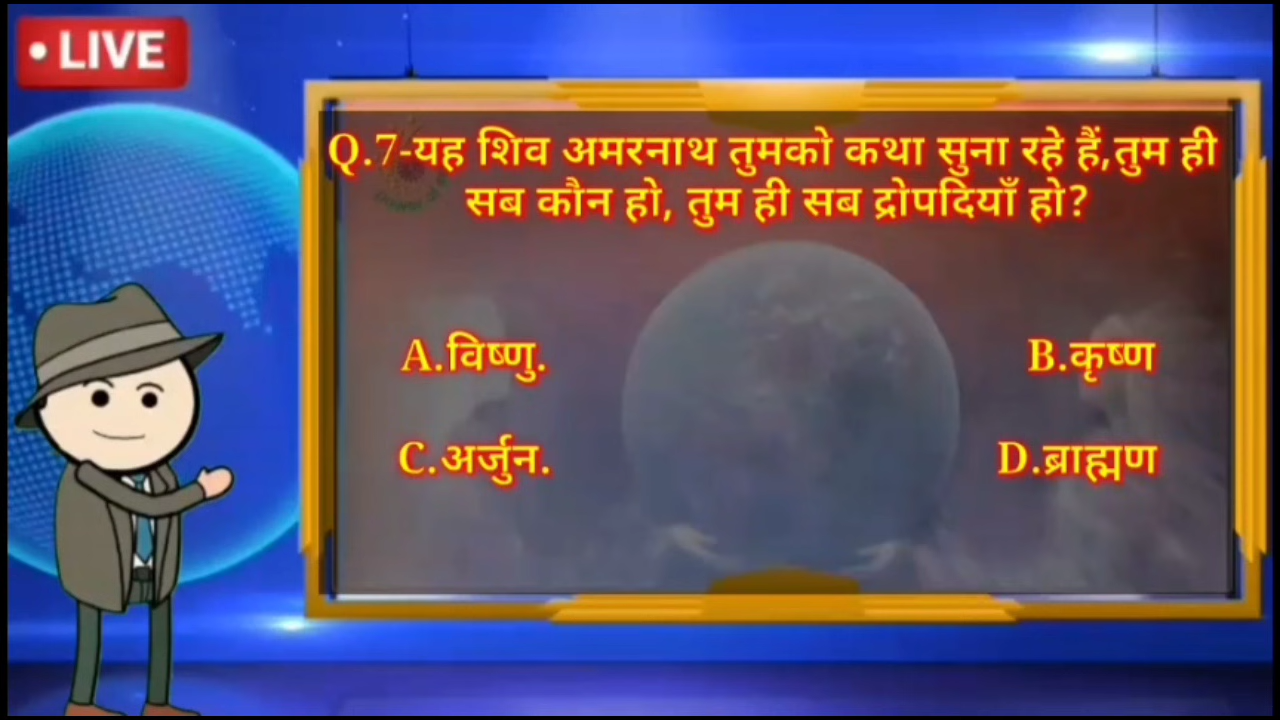 • LIVE
Q.7-यह शिव अमरनाथ तुमको कथा सुना रहे हैं,तुम ही
सब कौन हो, तुम ही सब द्रोपदियाँ हो?
A.विष्णु.
B.कृष्ण
C.अर्जुन.
D.ब्राह्मण